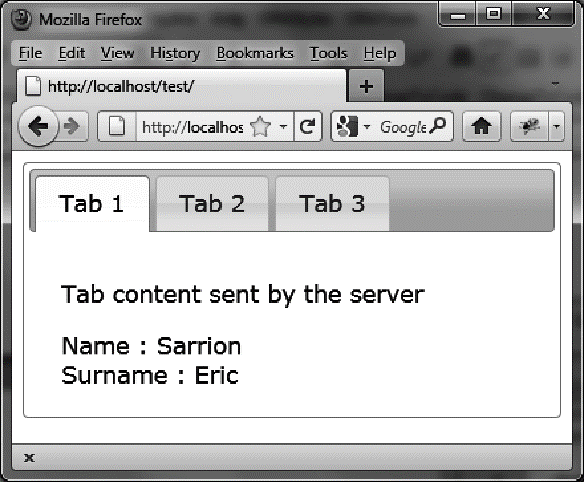 Mozilla Firefox
File Edit View History Bookmarks Tools Help
http://localhost/test/
http://localhos Google
Tab 1 Tab 2 Tab 3
Tab content sent by the server
Name : Sarrion
Surname : Eric
x